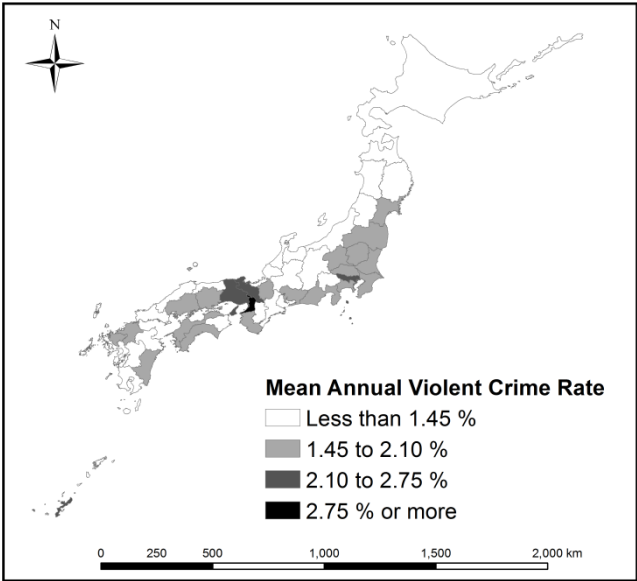 N
Mean Annual Violent Crime Rate
Less than 1.45 %
1.45 to 2.10 %
2.10 to 2.75 %
2.75 % or more
0 250 500 1,000 1,500 2,000 km